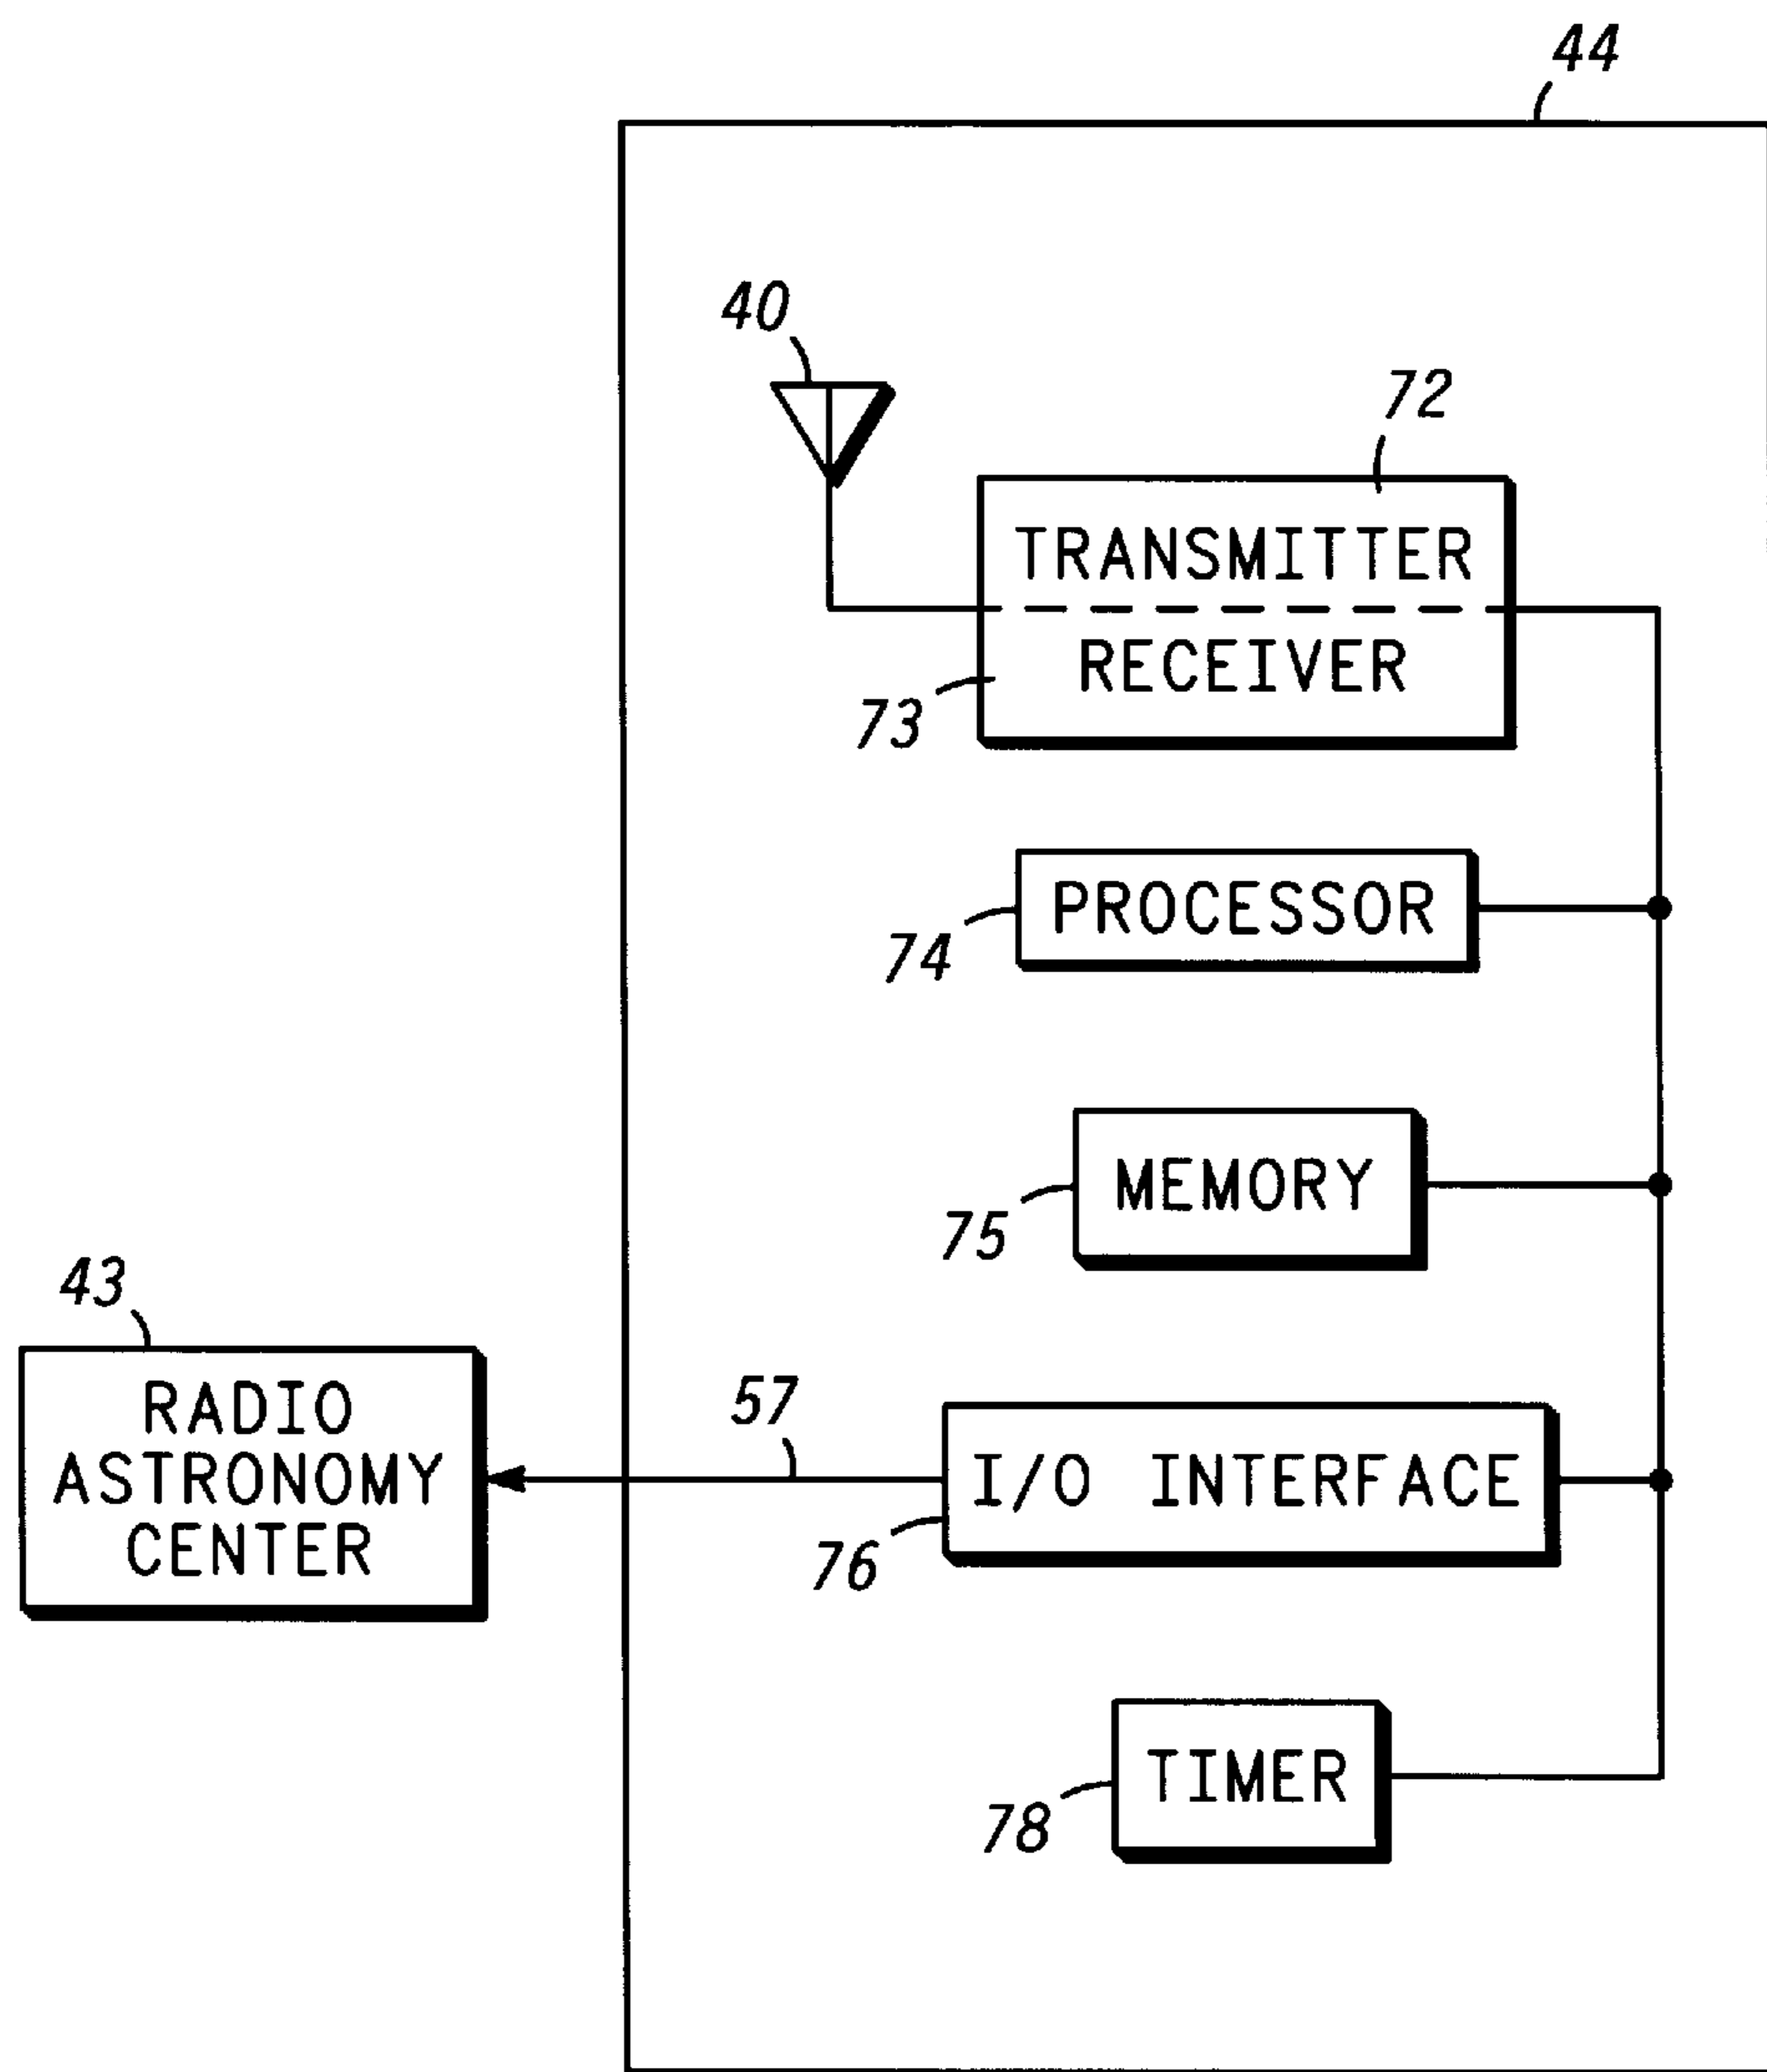 44
40
72
TRANSMITTER
RECEIVER
73
PROCESSOR
74
MEMORY
75
43
RADIO
ASTRONOMY
CENTER
57
I/O INTERFACE
76
TIMER
78